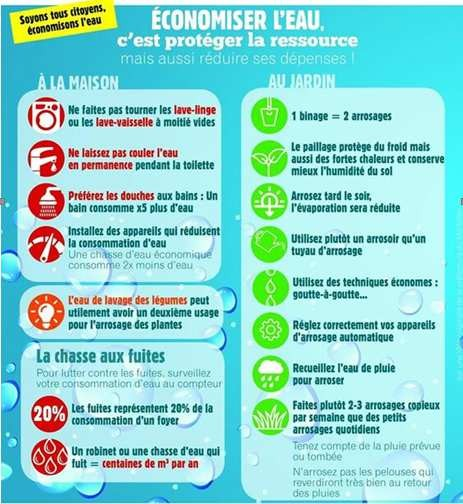 Soyons tous citoyens,
économisons l'eau
ÉCONOMISER L'EAU,
c'est protéger la ressource
mais aussi réduire ses dépenses !
À LA MAISON
Ne faites pas tourner les lave-linge
ou les lave-vaisselle à moitié vides
Ne laissez pas couler l'eau
en permanence pendant la toilette
Préférez les douches aux bains : Un
bain consomme x5 plus d'eau
Installez des appareils qui réduisent
la consommation d'eau
Une chasse d'eau économique
consomme 2x moins d'eau
L'eau de lavage des légumes peut
utilement avoir un deuxième usage
pour l'arrosage des plantes
La chasse aux fuites
Pour lutter contre les fuites, surveillez
votre consommation d'eau au compteur
20%
Les fuites représentent 20% de la
consommation d'un foyer
Un robinet ou une chasse d'eau qui
fuit = centaines de m³ par an
AU JARDIN
1 binage = 2 arrosages
Le paillage protège du froid mais
aussi des fortes chaleurs et conserve
mieux l'humidité du sol
Arrosez tard le soir,
l'évaporation sera réduite
Utilisez plutôt un arrosoir qu'un
tuyau d'arrosage
Utilisez des techniques économes :
goutte-à-goutte...
Réglez correctement vos appareils
d'arrosage automatique
Recueillez l'eau de pluie
pour arroser
Faites plutôt 2-3 arrosages copieux
par semaine que des petits
arrosages quotidiens
Tenez compte de la pluie prévue
ou tombée
N'arrosez pas les pelouses qui
reverdiront très bien au retour
des pluies